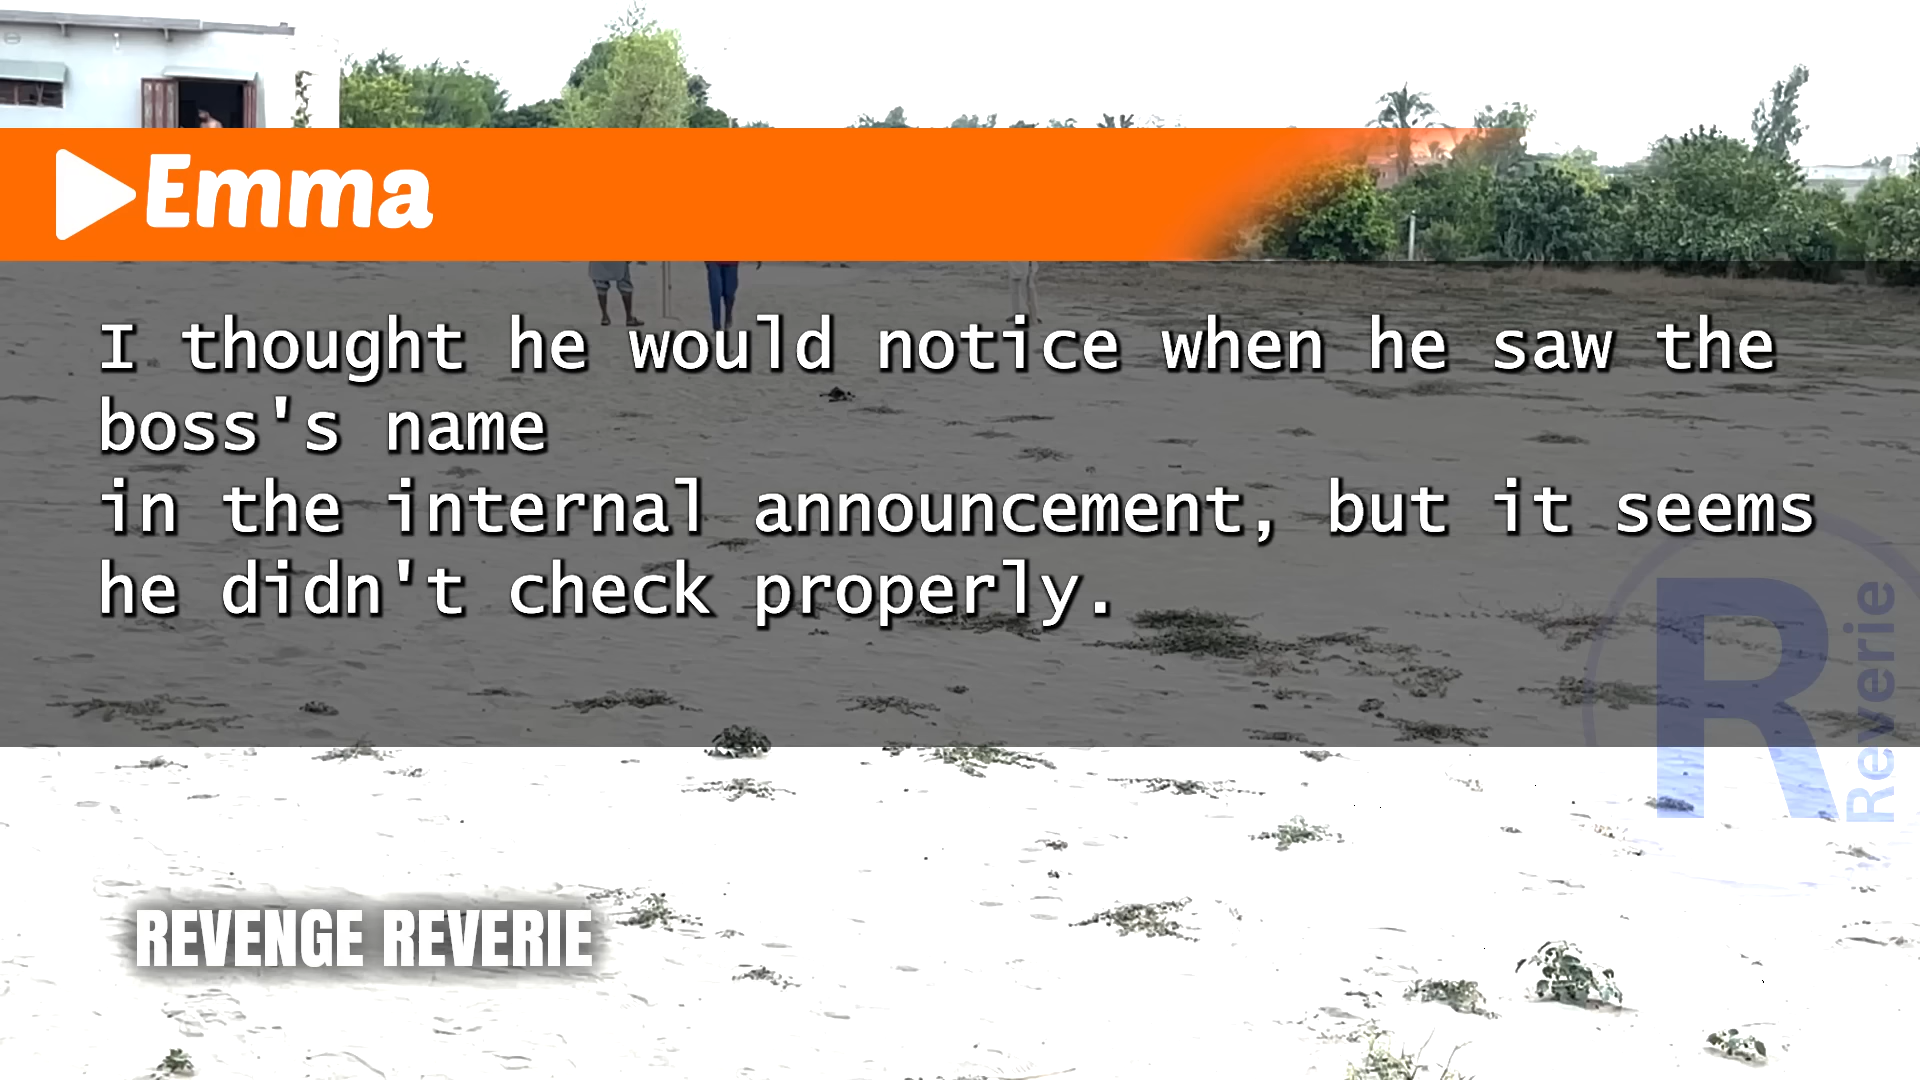 Emma
I thought he would notice when he saw the
boss's name
in the internal announcement, but it seems
he didn't check properly.
R
Reverie
REVENGE REVERIE